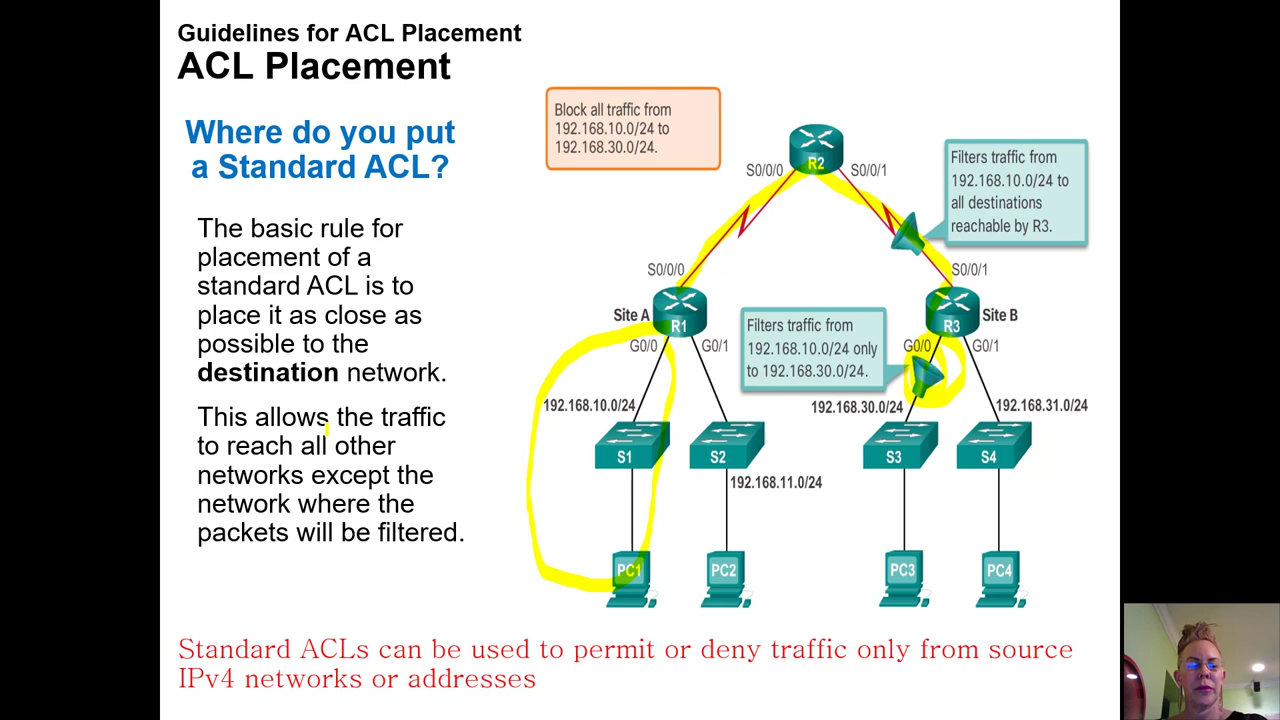 Guidelines for ACL Placement
ACL Placement
Where do you put
a Standard ACL?
The basic rule for
placement of a
standard ACL is to
place it as close as
possible to the
destination network.
This allows the traffic
to reach all other
networks except the
network where the
packets will be filtered.
Block all traffic from
192.168.10.0/24 to
192.168.30.0/24.
R2
S0/0/0
S0/0/1
Filters traffic from
192.168.10.0/24 to
all destinations
reachable by R3.
S0/0/0
S0/0/1
Site A
R1
R3
Site B
G0/0
G0/1
Filters traffic from
192.168.10.0/24 only
to 192.168.30.0/24.
G0/0
G0/1
192.168.10.0/24
192.168.30.0/24
192.168.31.0/24
S1
S2
S3
S4
192.168.11.0/24
PC1
PC2
PC3
PC4
Standard ACLs can be used to permit or deny traffic only from source
IPv4 networks or addresses